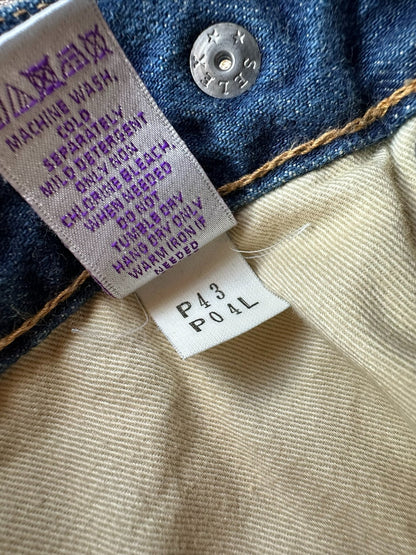 SELEX
MACHINE WASH,
COLD
SEPARATELY
MILD DETERGENT
ONLY NON
CHLORINE BLEACH,
WHEN NEEDED
DO NOT
TUMBLE DRY
HANG DRY ONLY
WARM IRON IF
NEEDED
P43
P04L